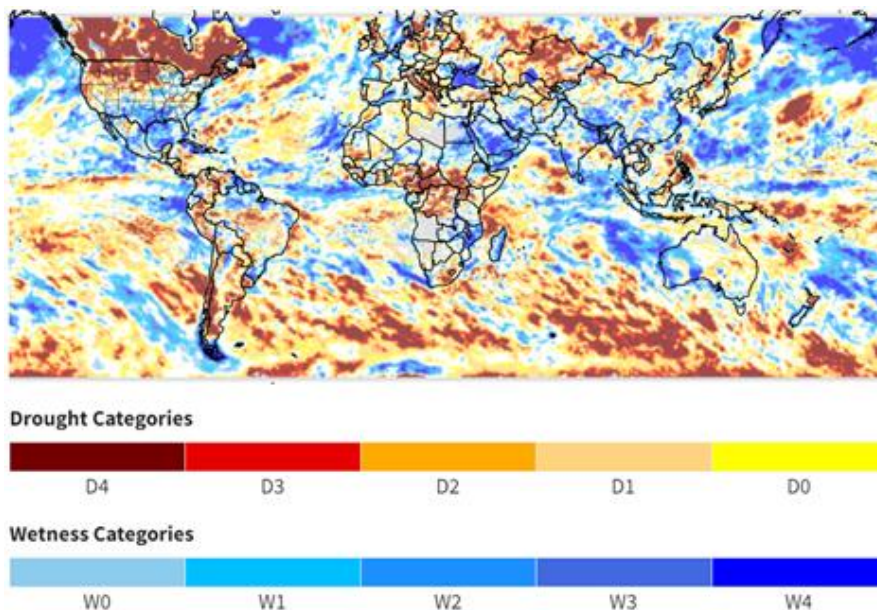 Drought Categories
D4 D3 D2 D1 D0
Wetness Categories
W0 W1 W2 W3 W4